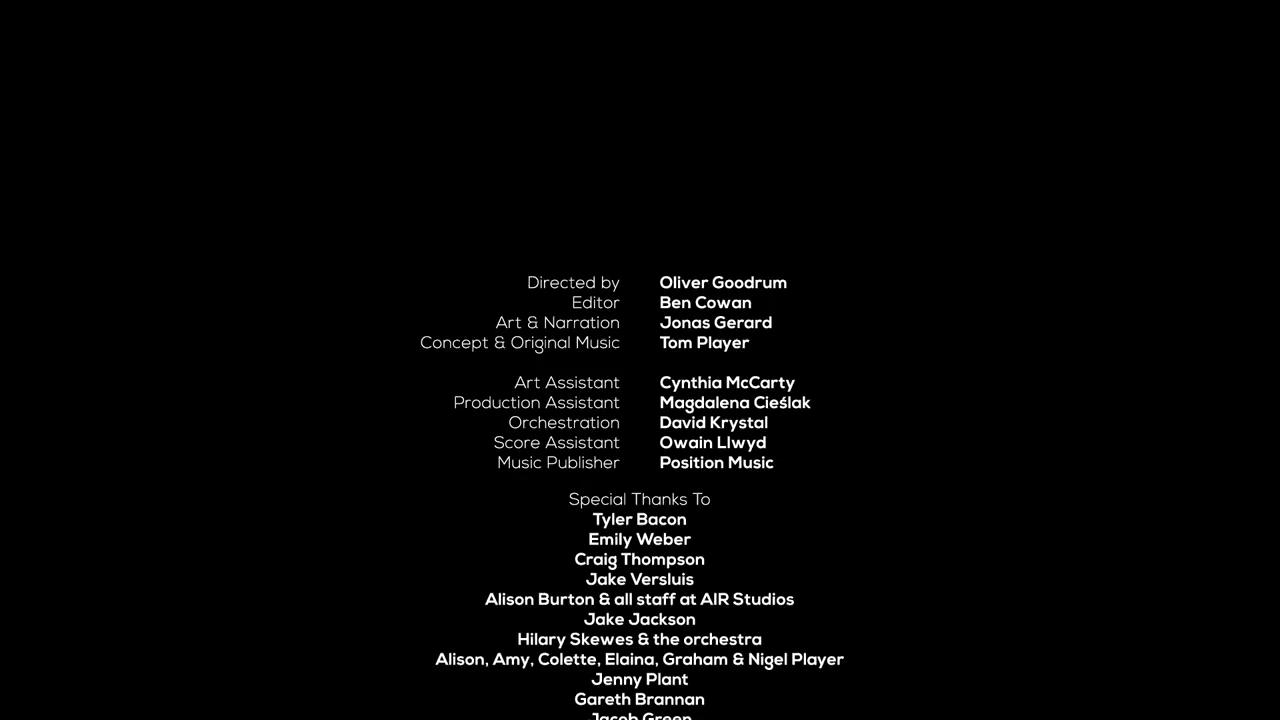 Directed by Oliver Goodrum
Editor Ben Cowan
Art & Narration Jonas Gerard
Concept & Original Music Tom Player
Art Assistant Cynthia McCarty
Production Assistant Magdalena Cieślak
Orchestration David Krystal
Score Assistant Owain Llwyd
Music Publisher Position Music
Special Thanks To
Tyler Bacon
Emily Weber
Craig Thompson
Jake Versluis
Alison Burton & all staff at AIR Studios
Jake Jackson
Hilary Skewes & the orchestra
Alison, Amy, Colette, Elaina, Graham & Nigel Player
Jenny Plant
Gareth Brannan
Jacob Green